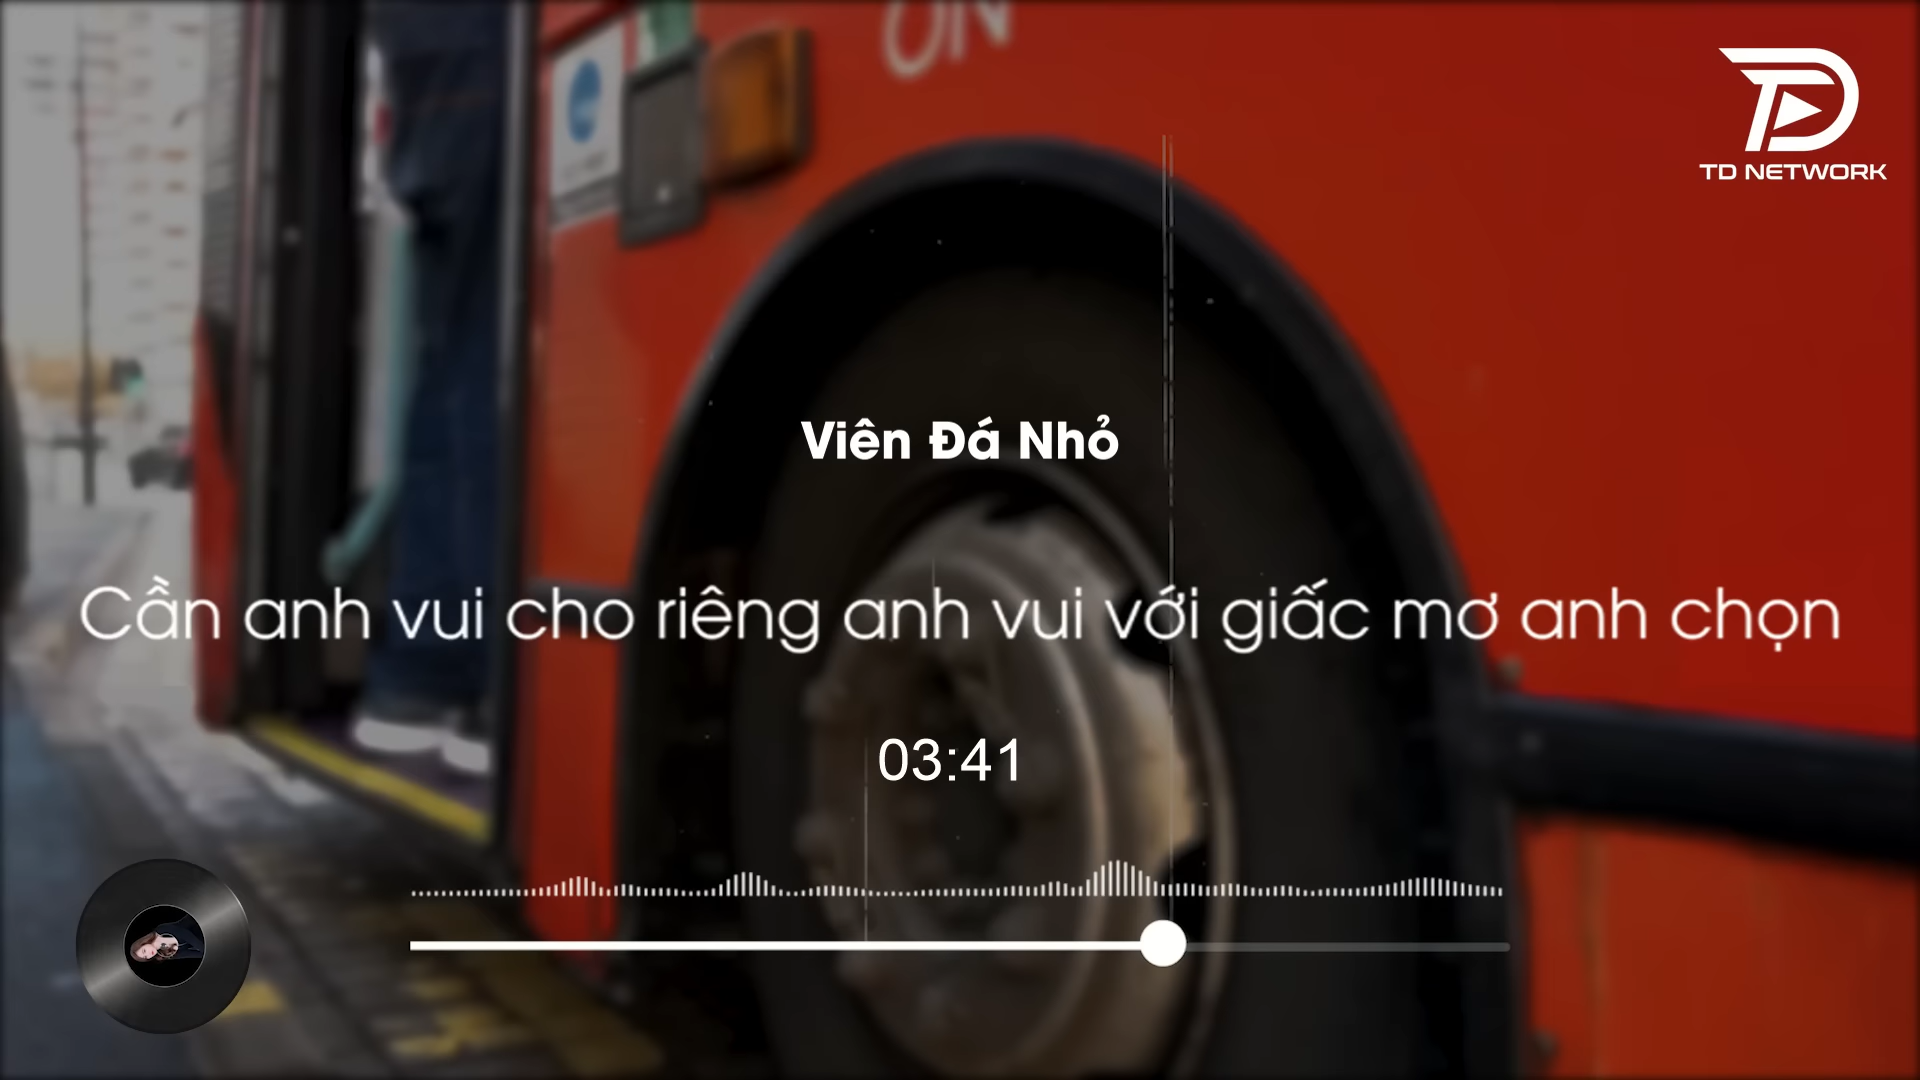 ON
TD NETWORK
Viên Đá Nhỏ
Cần anh vui cho riêng anh vui với giấc mơ anh chọn
03:41